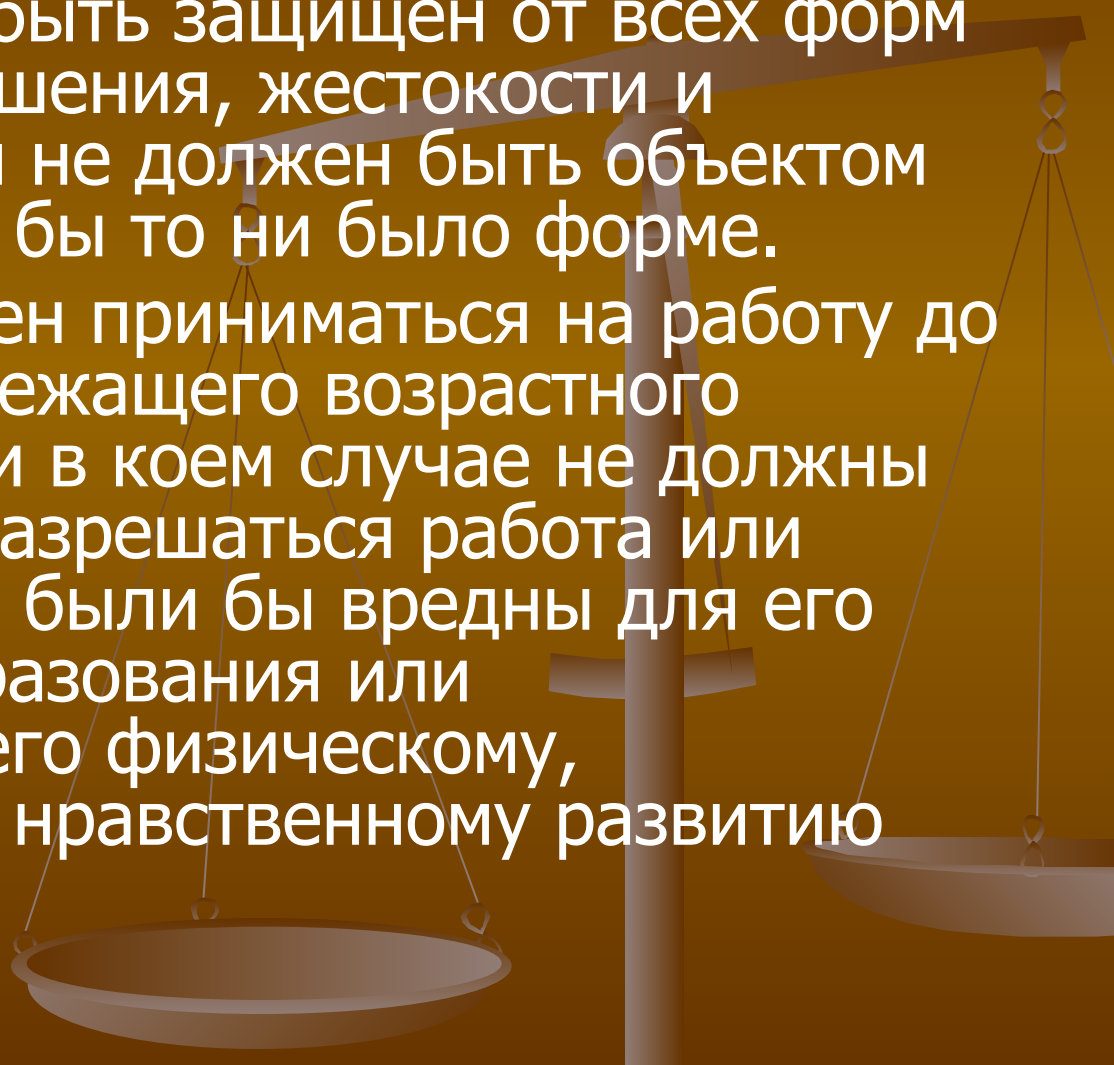 быть защищен от всех форм
шения, жестокости и
не должен быть объектом
бы то ни было форме.
ен приниматься на работу до
ежащего возрастного
и в коем случае не должны
азрешаться работа или
были бы вредны для его
разования или
его физическому,
нравственному развитию